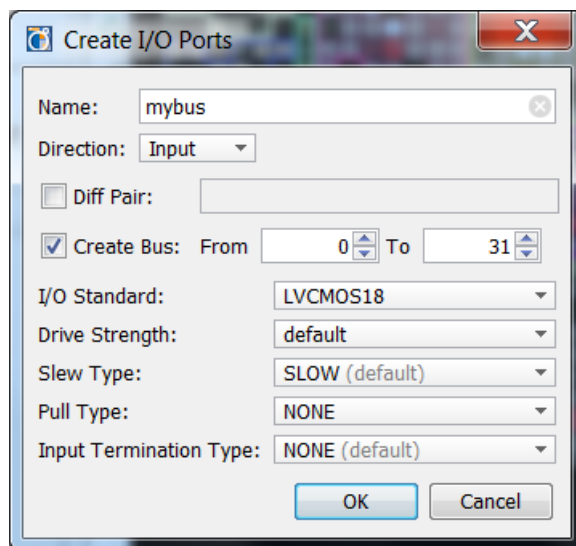 Create I/O Ports
Name: mybus
Direction: Input
Diff Pair:
Create Bus: From 0 To 31
I/O Standard: LVCMOS18
Drive Strength: default
Slew Type: SLOW (default)
Pull Type: NONE
Input Termination Type: NONE (default)
OK Cancel